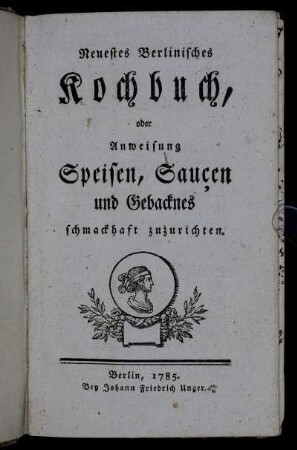 Neuestes Berlinisches
Kochbuch,
oder
Anweisung
Speisen, Sauçen
und Gebacknes
schmackhaft zuzurichten.
Berlin, 1785.
Bey Johann Friedrich Unger.